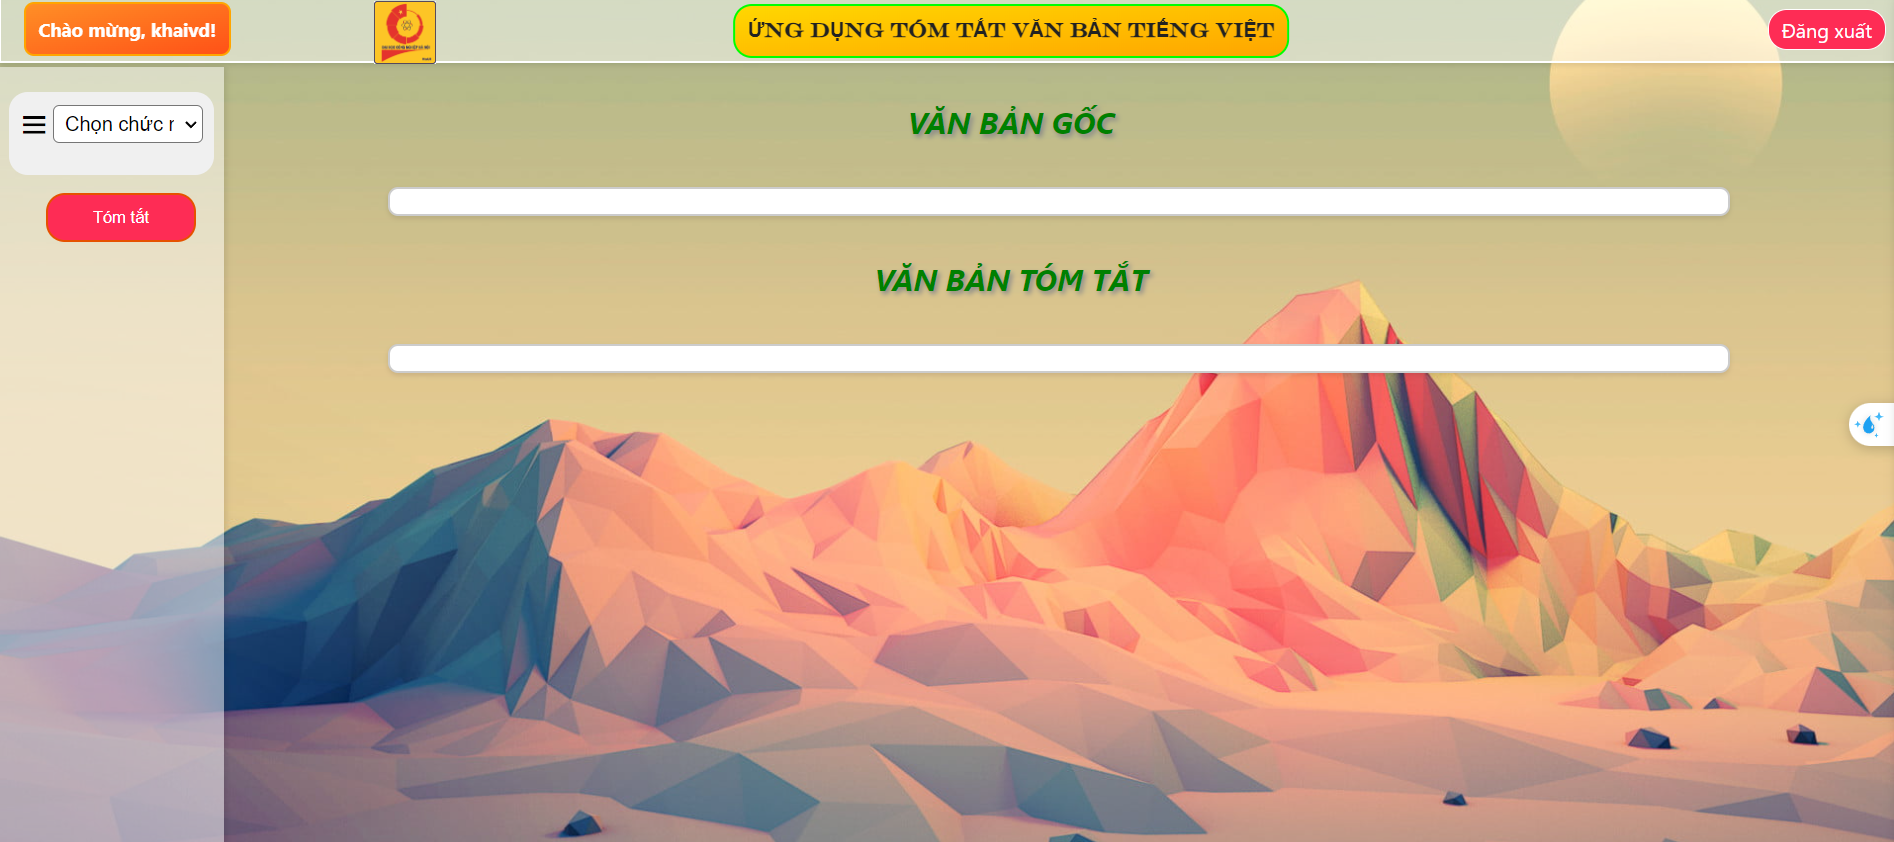 Chào mừng, khaivd!
ỨNG DỤNG TÓM TẮT VĂN BẢN TIẾNG VIỆT
Đăng xuất
Chọn chức r
Tóm tắt
VĂN BẢN GỐC
VĂN BẢN TÓM TẮT